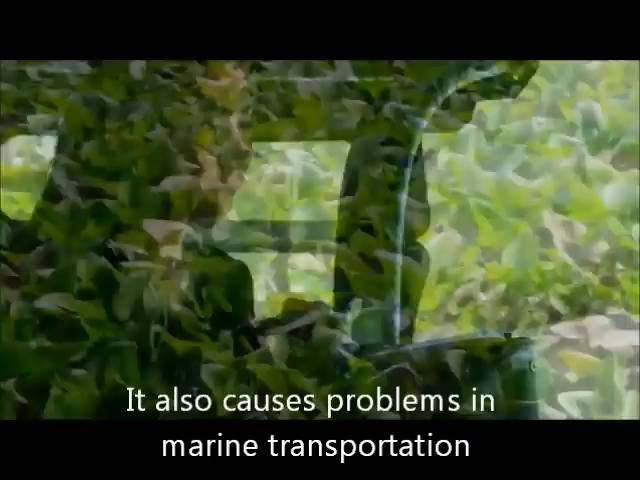 It also causes problems in
marine transportation